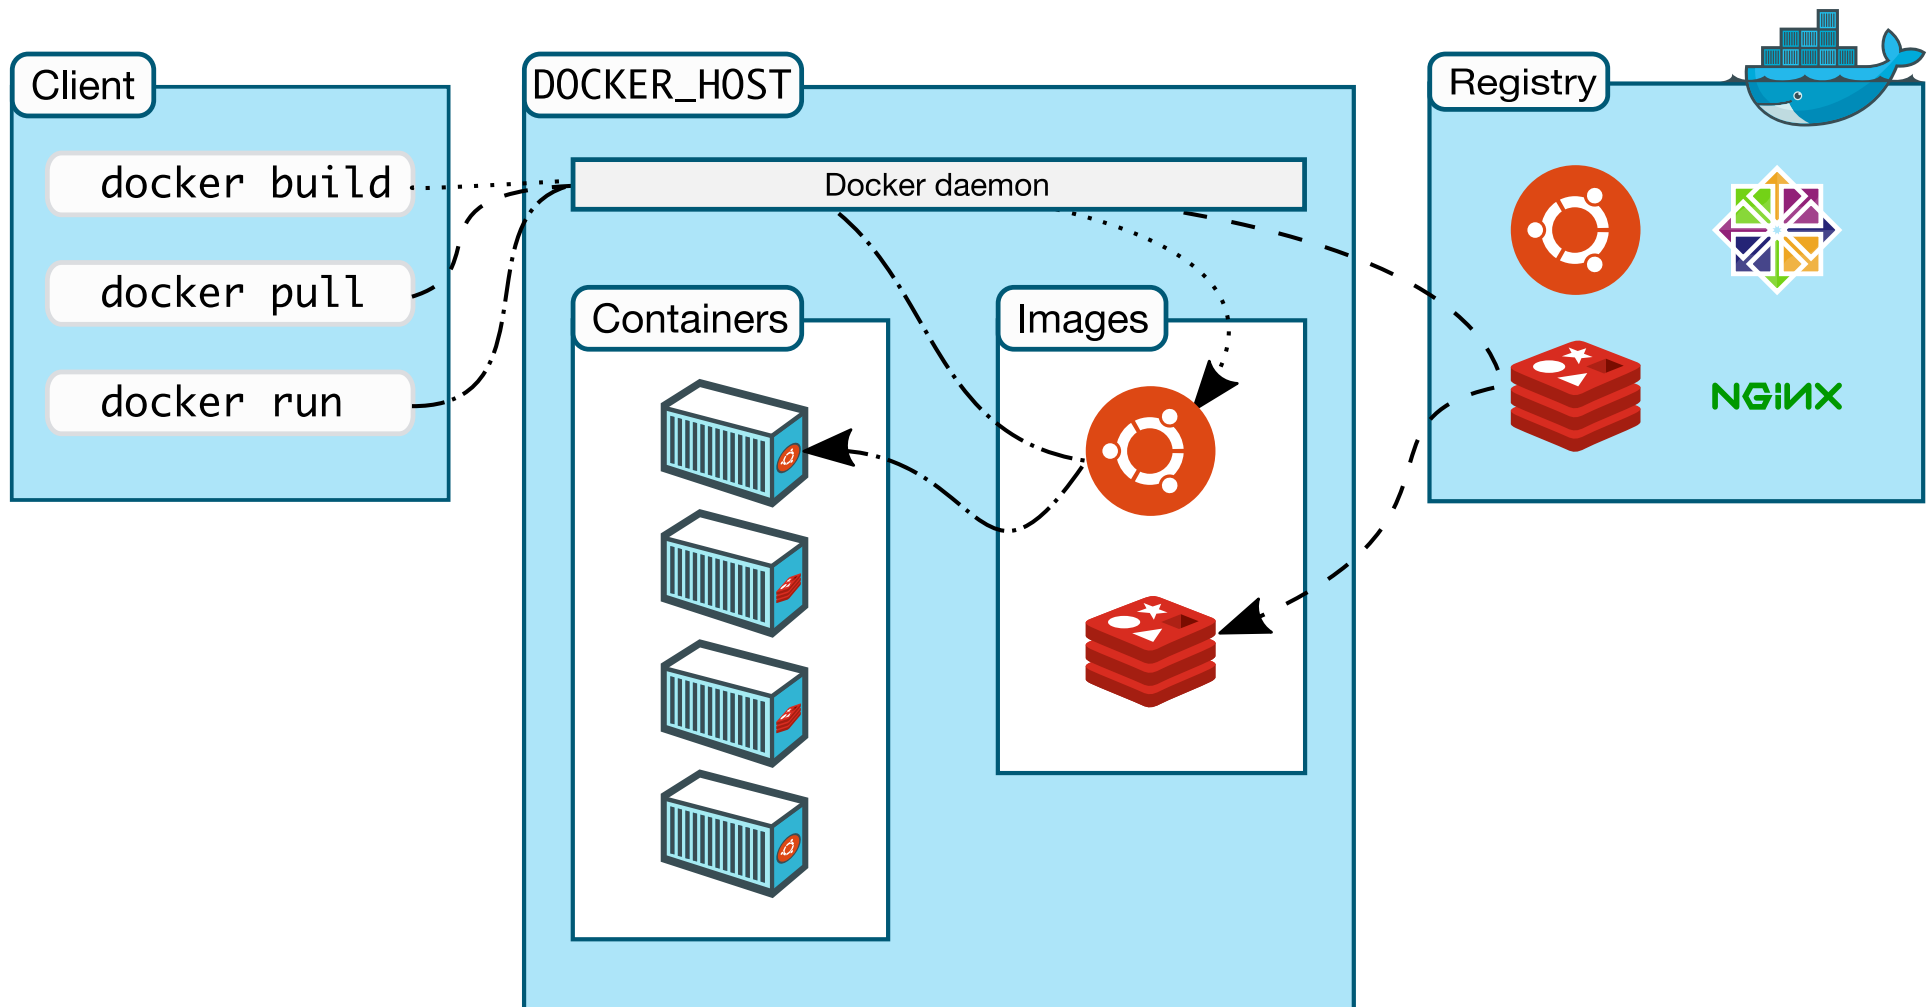 Client
docker build
docker pull
docker run
DOCKER_HOST
Docker daemon
Containers
Images
Registry
NGiNX